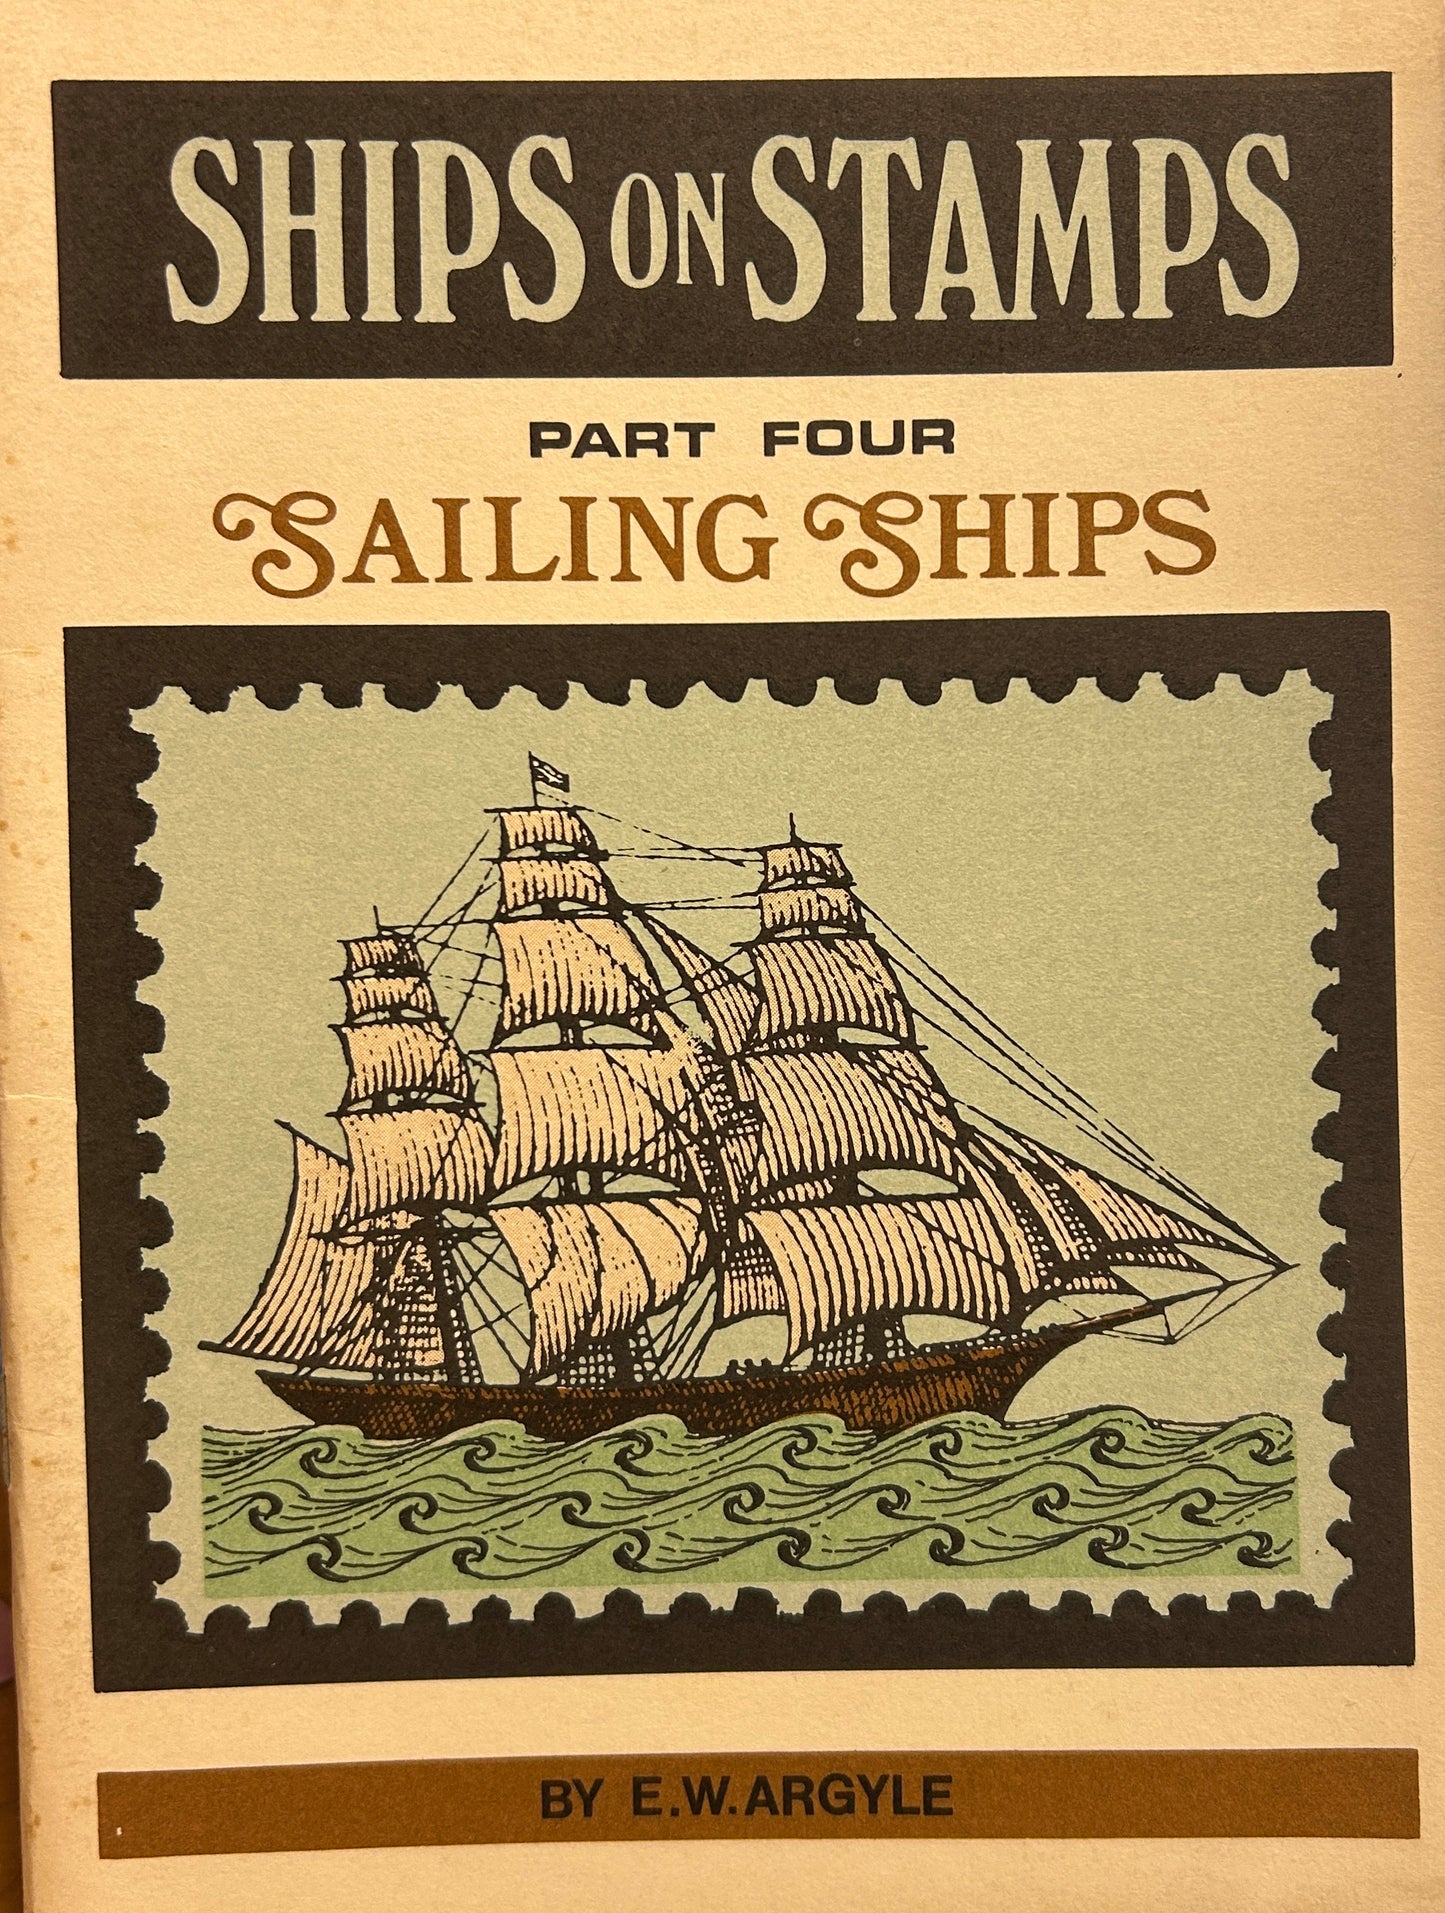 SHIPS ON STAMPS
PART FOUR
SAILING SHIPS
BY E.W.ARGYLE